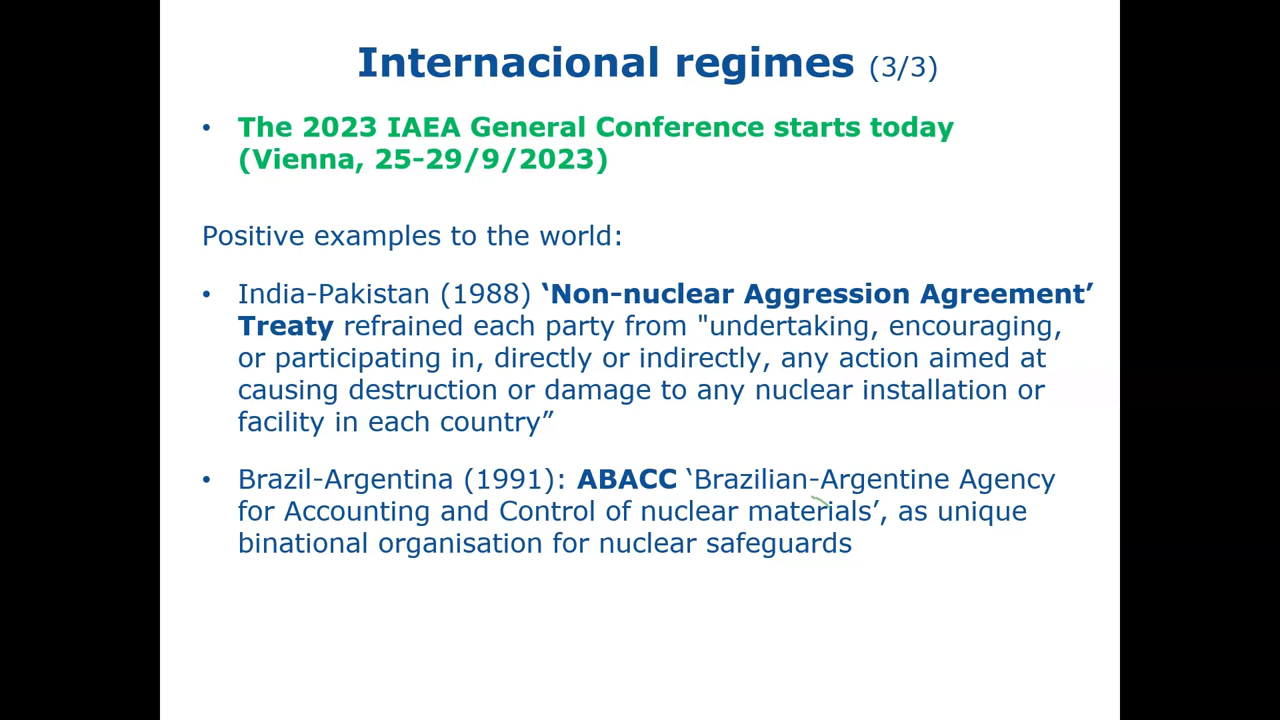 Internacional regimes (3/3)
• The 2023 IAEA General Conference starts today
(Vienna, 25-29/9/2023)
Positive examples to the world:
• India-Pakistan (1988) ‘Non-nuclear Aggression Agreement’
Treaty refrained each party from "undertaking, encouraging,
or participating in, directly or indirectly, any action aimed at
causing destruction or damage to any nuclear installation or
facility in each country”
• Brazil-Argentina (1991): ABACC ‘Brazilian-Argentine Agency
for Accounting and Control of nuclear materials’, as unique
binational organisation for nuclear safeguards